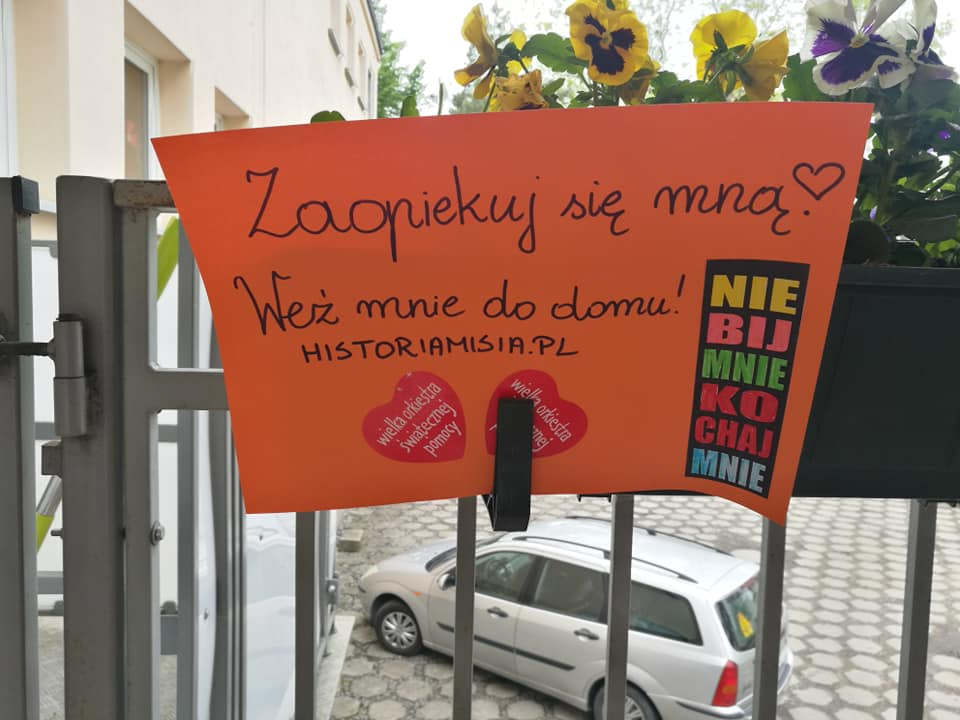 Zaopiekuj się mną!
Weź mnie do domu!
HISTORIAMISIA.PL
wielka orkiestra
świątecznej
pomocy
wielka orkiestra
NIE
BIJ
MNIE
KO
CHAJ
MNIE